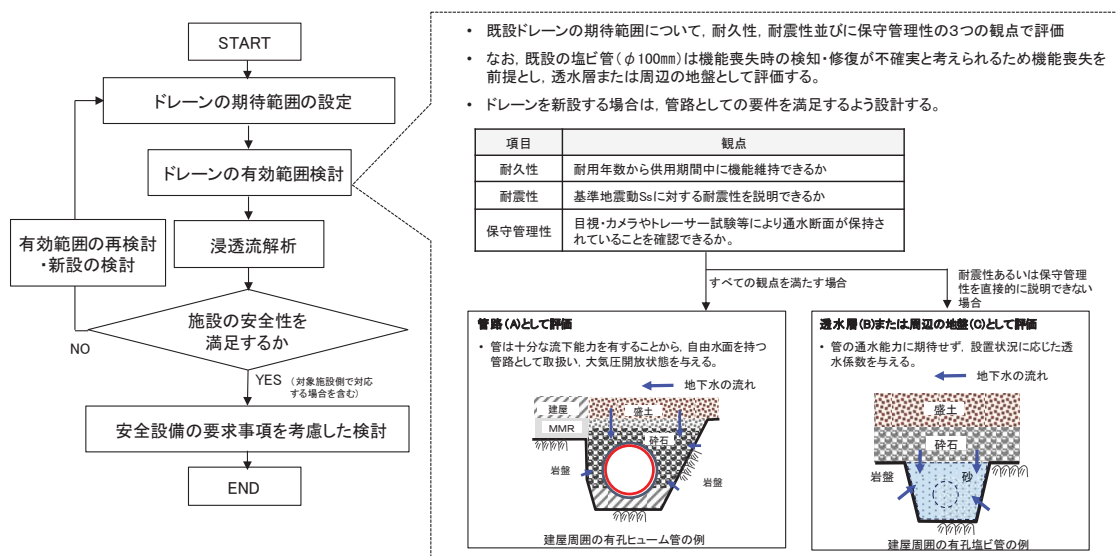 START
ドレーンの期待範囲の設定
ドレーンの有効範囲検討
浸透流解析
有効範囲の再検討
・新設の検討
施設の安全性を
満足するか
NO
YES
(対象施設側で対応
する場合を含む)
安全設備の要求事項を考慮した検討
END
• 既設ドレーンの期待範囲について，耐久性，耐震性並びに保守管理性の3つの観点で評価
• なお，既設の塩ビ管（φ100㎜）は機能喪失時の検知・修復が不確実と考えられるため機能喪失を
前提とし，透水層または周辺の地盤として評価する。
• ドレーンを新設する場合は，管路としての要件を満足するよう設計する。
項目 観点
耐久性 耐用年数から供用期間中に機能維持できるか
耐震性 基準地震動Ssに対する耐震性を説明できるか
保守管理性 目視・カメラやトレーサー試験等により通水断面が保持さ
れていることを確認できるか。
すべての観点を満たす場合
耐震性あるいは保守管理
性を直接的に説明できない
場合
管路（A）として評価
• 管は十分な流下能力を有することから，自由水面を持つ
管路として取扱い，大気圧開放状態を与える。
地下水の流れ
建屋
盛土
MMR
砕石
岩盤
岩盤
建屋周囲の有孔ヒューム管の例
透水層（B）または周辺の地盤（C）として評価
• 管の通水能力に期待せず，設置状況に応じた透
水係数を与える。
地下水の流れ
盛土
砕石
岩盤
砂
建屋周囲の有孔塩ビ管の例